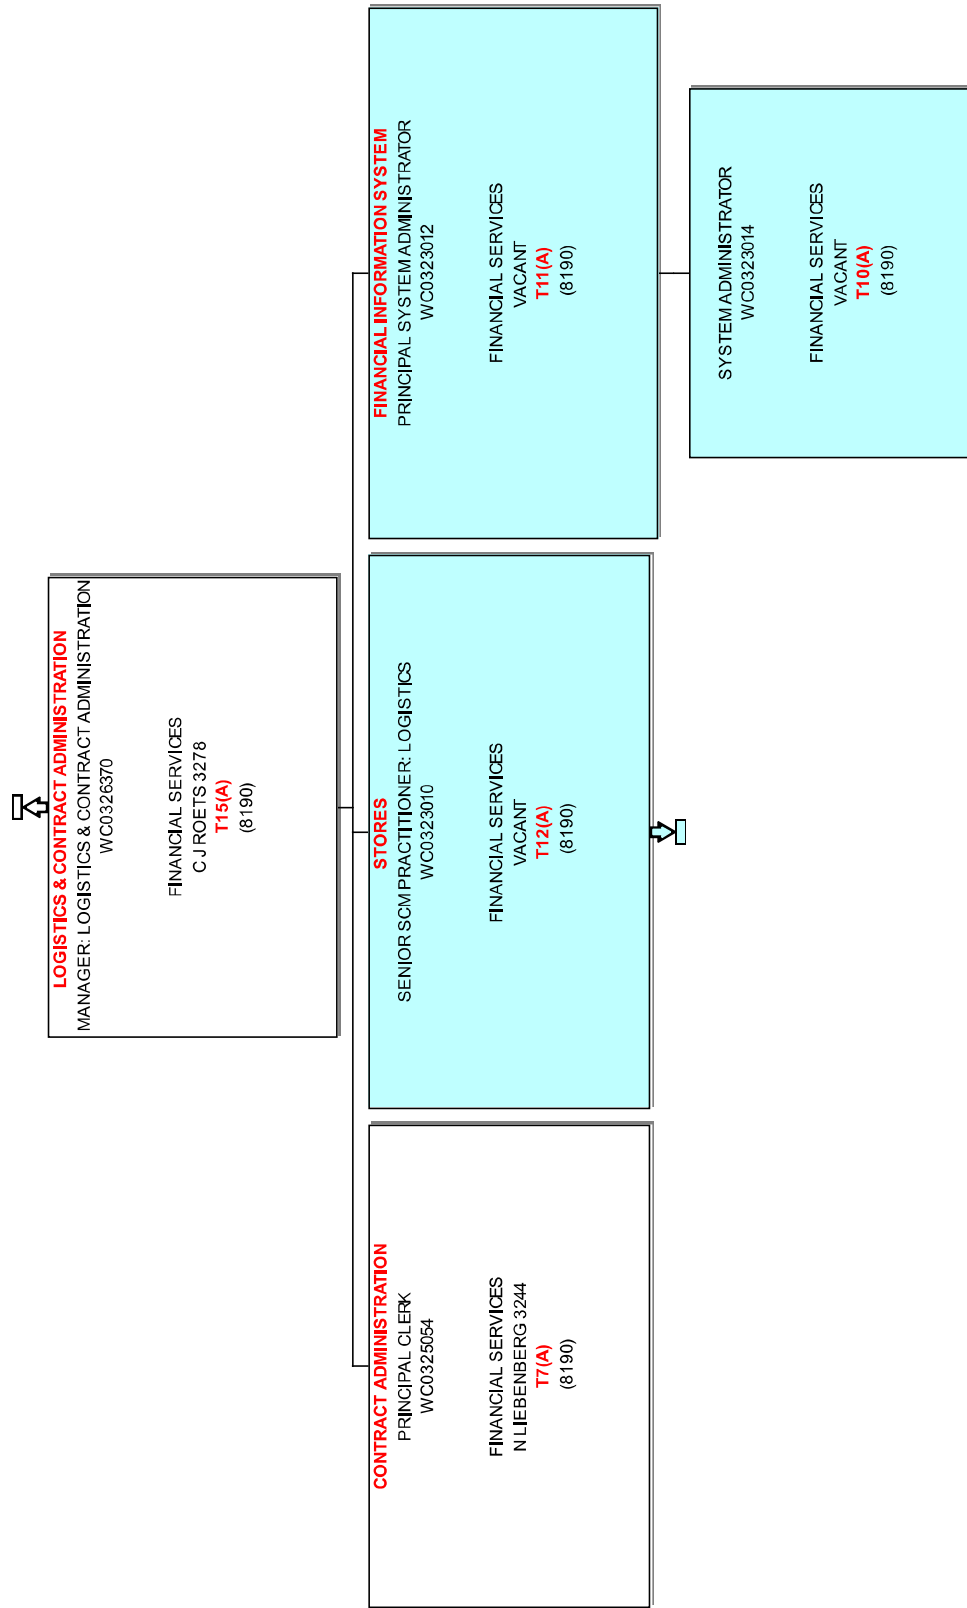 LOGISTICS & CONTRACT ADMINISTRATION
MANAGER: LOGISTICS & CONTRACT ADMINISTRATION
WC0326370
FINANCIAL SERVICES
C J ROETS 3278
T15(A)
(8190)
CONTRACT ADMINISTRATION
PRINCIPAL CLERK
WC0325054
FINANCIAL SERVICES
N LIEBENBERG 3244
T7(A)
(8190)
STORES
SENIOR SCM PRACTITIONER: LOGISTICS
WC0323010
FINANCIAL SERVICES
VACANT
T12(A)
(8190)
FINANCIAL INFORMATION SYSTEM
PRINCIPAL SYSTEM ADMINISTRATOR
WC0323012
FINANCIAL SERVICES
VACANT
T11(A)
(8190)
SYSTEM ADMINISTRATOR
WC0323014
FINANCIAL SERVICES
VACANT
T10(A)
(8190)